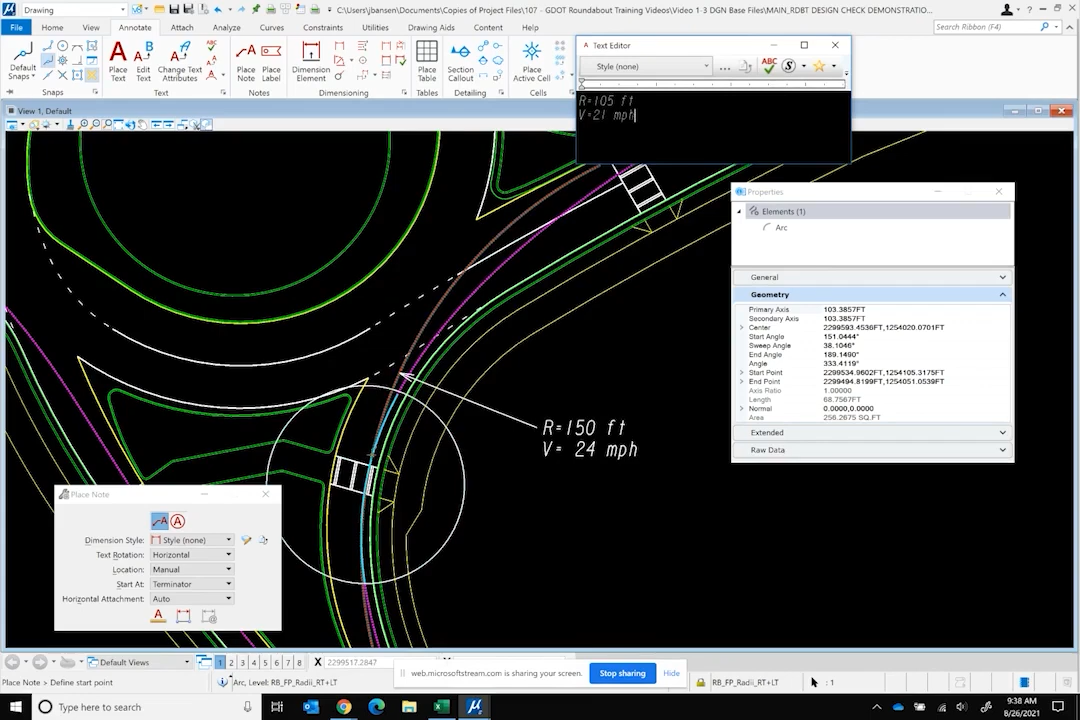 Drawing
C:\Users\bjansen\Documents\Copies of Project Files\107 - GDOT Roundabout Training Videos\Video 1-3 DGN Base Files\MAIN_RDBT DESIGN CHECK DEMONSTRATIO...
File
Home
View
Annotate
Attach
Analyze
Curves
Constraints
Utilities
Drawing Aids
Content
Help
Search Ribbon (F4)
Drawing Snaps
Place Text
Edit Text
Change Text Attributes
Place Note
Place Label
Dimension Element
Place Table
Section Callout
Place Active Cell
Snaps
Text
Notes
Dimensioning
Tables
Detailing
Cells
Text Editor
Style (none)
R=105 ft
V=21 mph
View 1, Default
Properties
Elements (1)
Arc
General
Geometry
Primary Axis 103.3857FT
Secondary Axis 103.3857FT
Center 2299593.4536FT,1254020.0701FT
Start Angle 151.0444°
Sweep Angle 38.1046°
End Angle 189.1490°
Angle 333.4119°
Start Point 2299534.9602FT,1254105.3175FT
End Point 2299494.8199FT,1254051.0539FT
Axis Ratio 1.00000
Length 68.7567FT
Normal 0.0000,0.0000
Area 256.2675 SQ.FT
Extended
Raw Data
R=150 ft
V= 24 mph
Place Note
Dimension Style: Style (none)
Text Rotation: Horizontal
Location: Manual
Start At: Terminator
Horizontal Attachment: Auto
Default Views
1 2 3 4 5 6 7 8
X 2299517.2847
web.microsoftstream.com is sharing your screen.
Stop sharing
Hide
Place Note > Define start point
Arc, Level: RB_FP_Radii_RT+LT
RB_FP_Radii_RT+LT
: 1
Type here to search
9:38 AM
8/26/2021